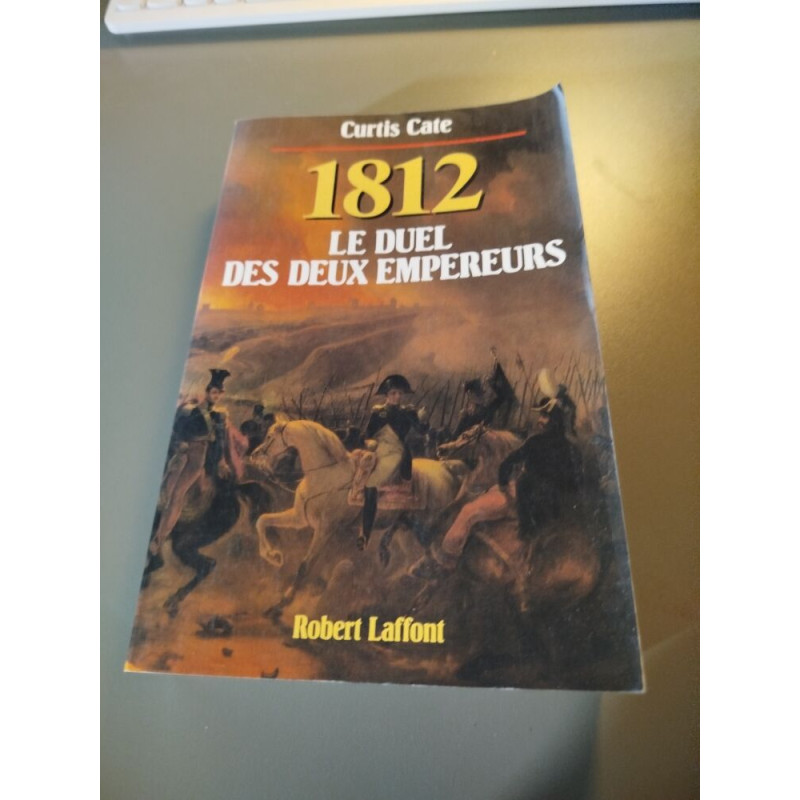 Curtis Cate
1812
LE DUEL
DES DEUX EMPEREURS
Robert Laffont